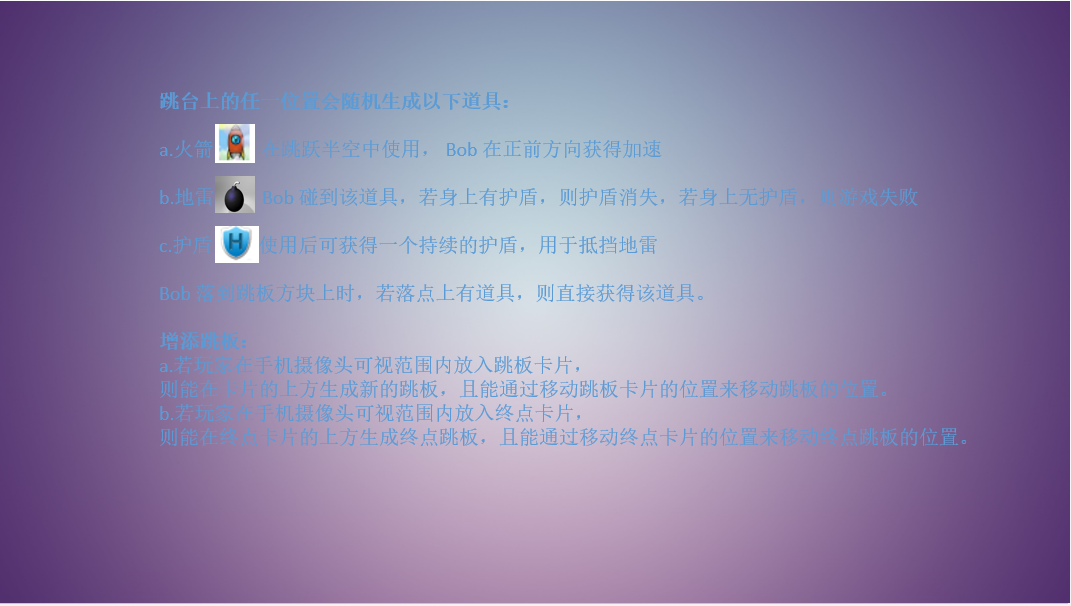 跳台上的任一位置会随机生成以下道具：
a.火箭 在跳跃半空中使用， Bob 在正前方向获得加速
b.地雷 Bob 碰到该道具，若身上有护盾，则护盾消失，若身上无护盾，则游戏失败
c.护盾 H 使用后可获得一个持续的护盾，用于抵挡地雷
Bob 落到跳板方块上时，若落点上有道具，则直接获得该道具。
增添跳板：
a.若玩家在手机摄像头可视范围内放入跳板卡片，
则能在卡片的上方生成新的跳板，且能通过移动跳板卡片的位置来移动跳板的位置。
b.若玩家在手机摄像头可视范围内放入终点卡片，
则能在终点卡片的上方生成终点跳板，且能通过移动终点卡片的位置来移动终点跳板的位置。